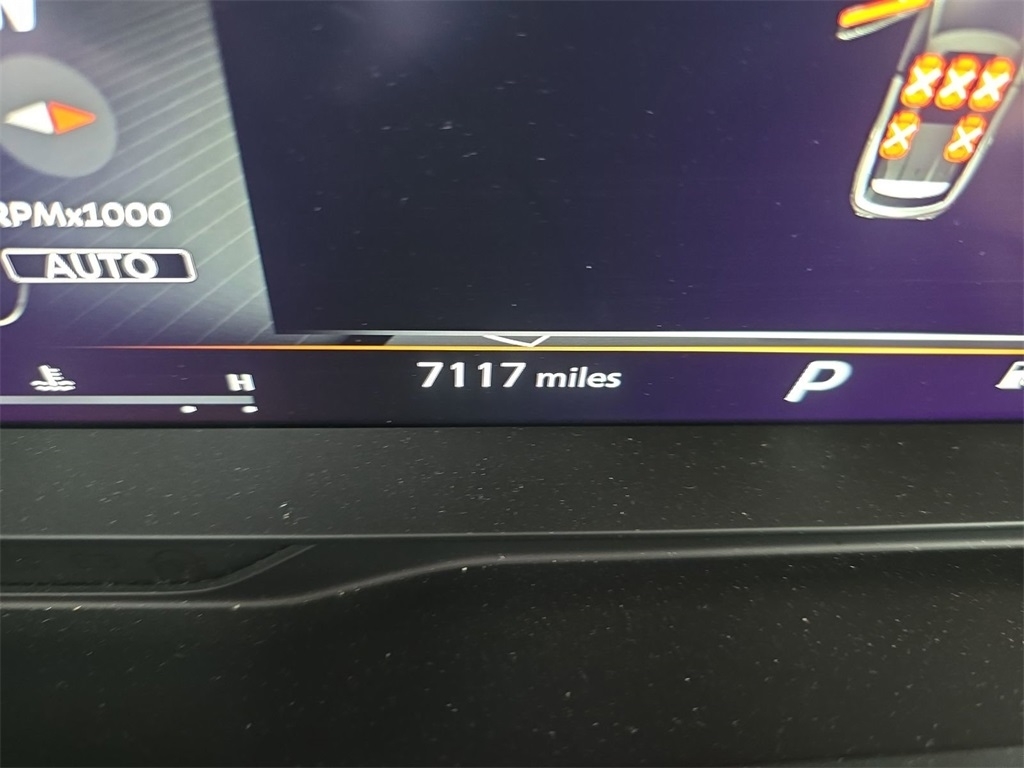 RPMx1000
AUTO
H
7117 miles
P